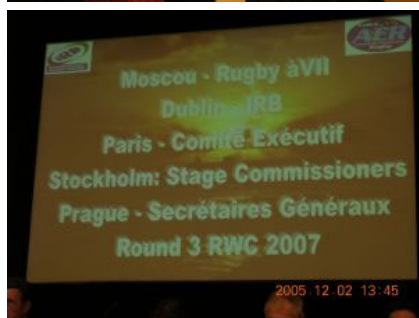 AER
Moscou - Rugby àVII
Dublin - IRB
Paris - Comité Exécutif
Stockholm: Stage Commissioners
Prague - Secrétaires Généraux
Round 3 RWC 2007
2005.12.02 13:45